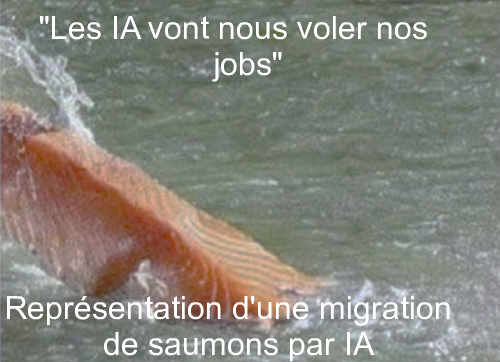 "Les IA vont nous voler nos
jobs"
Représentation d'une migration
de saumons par IA